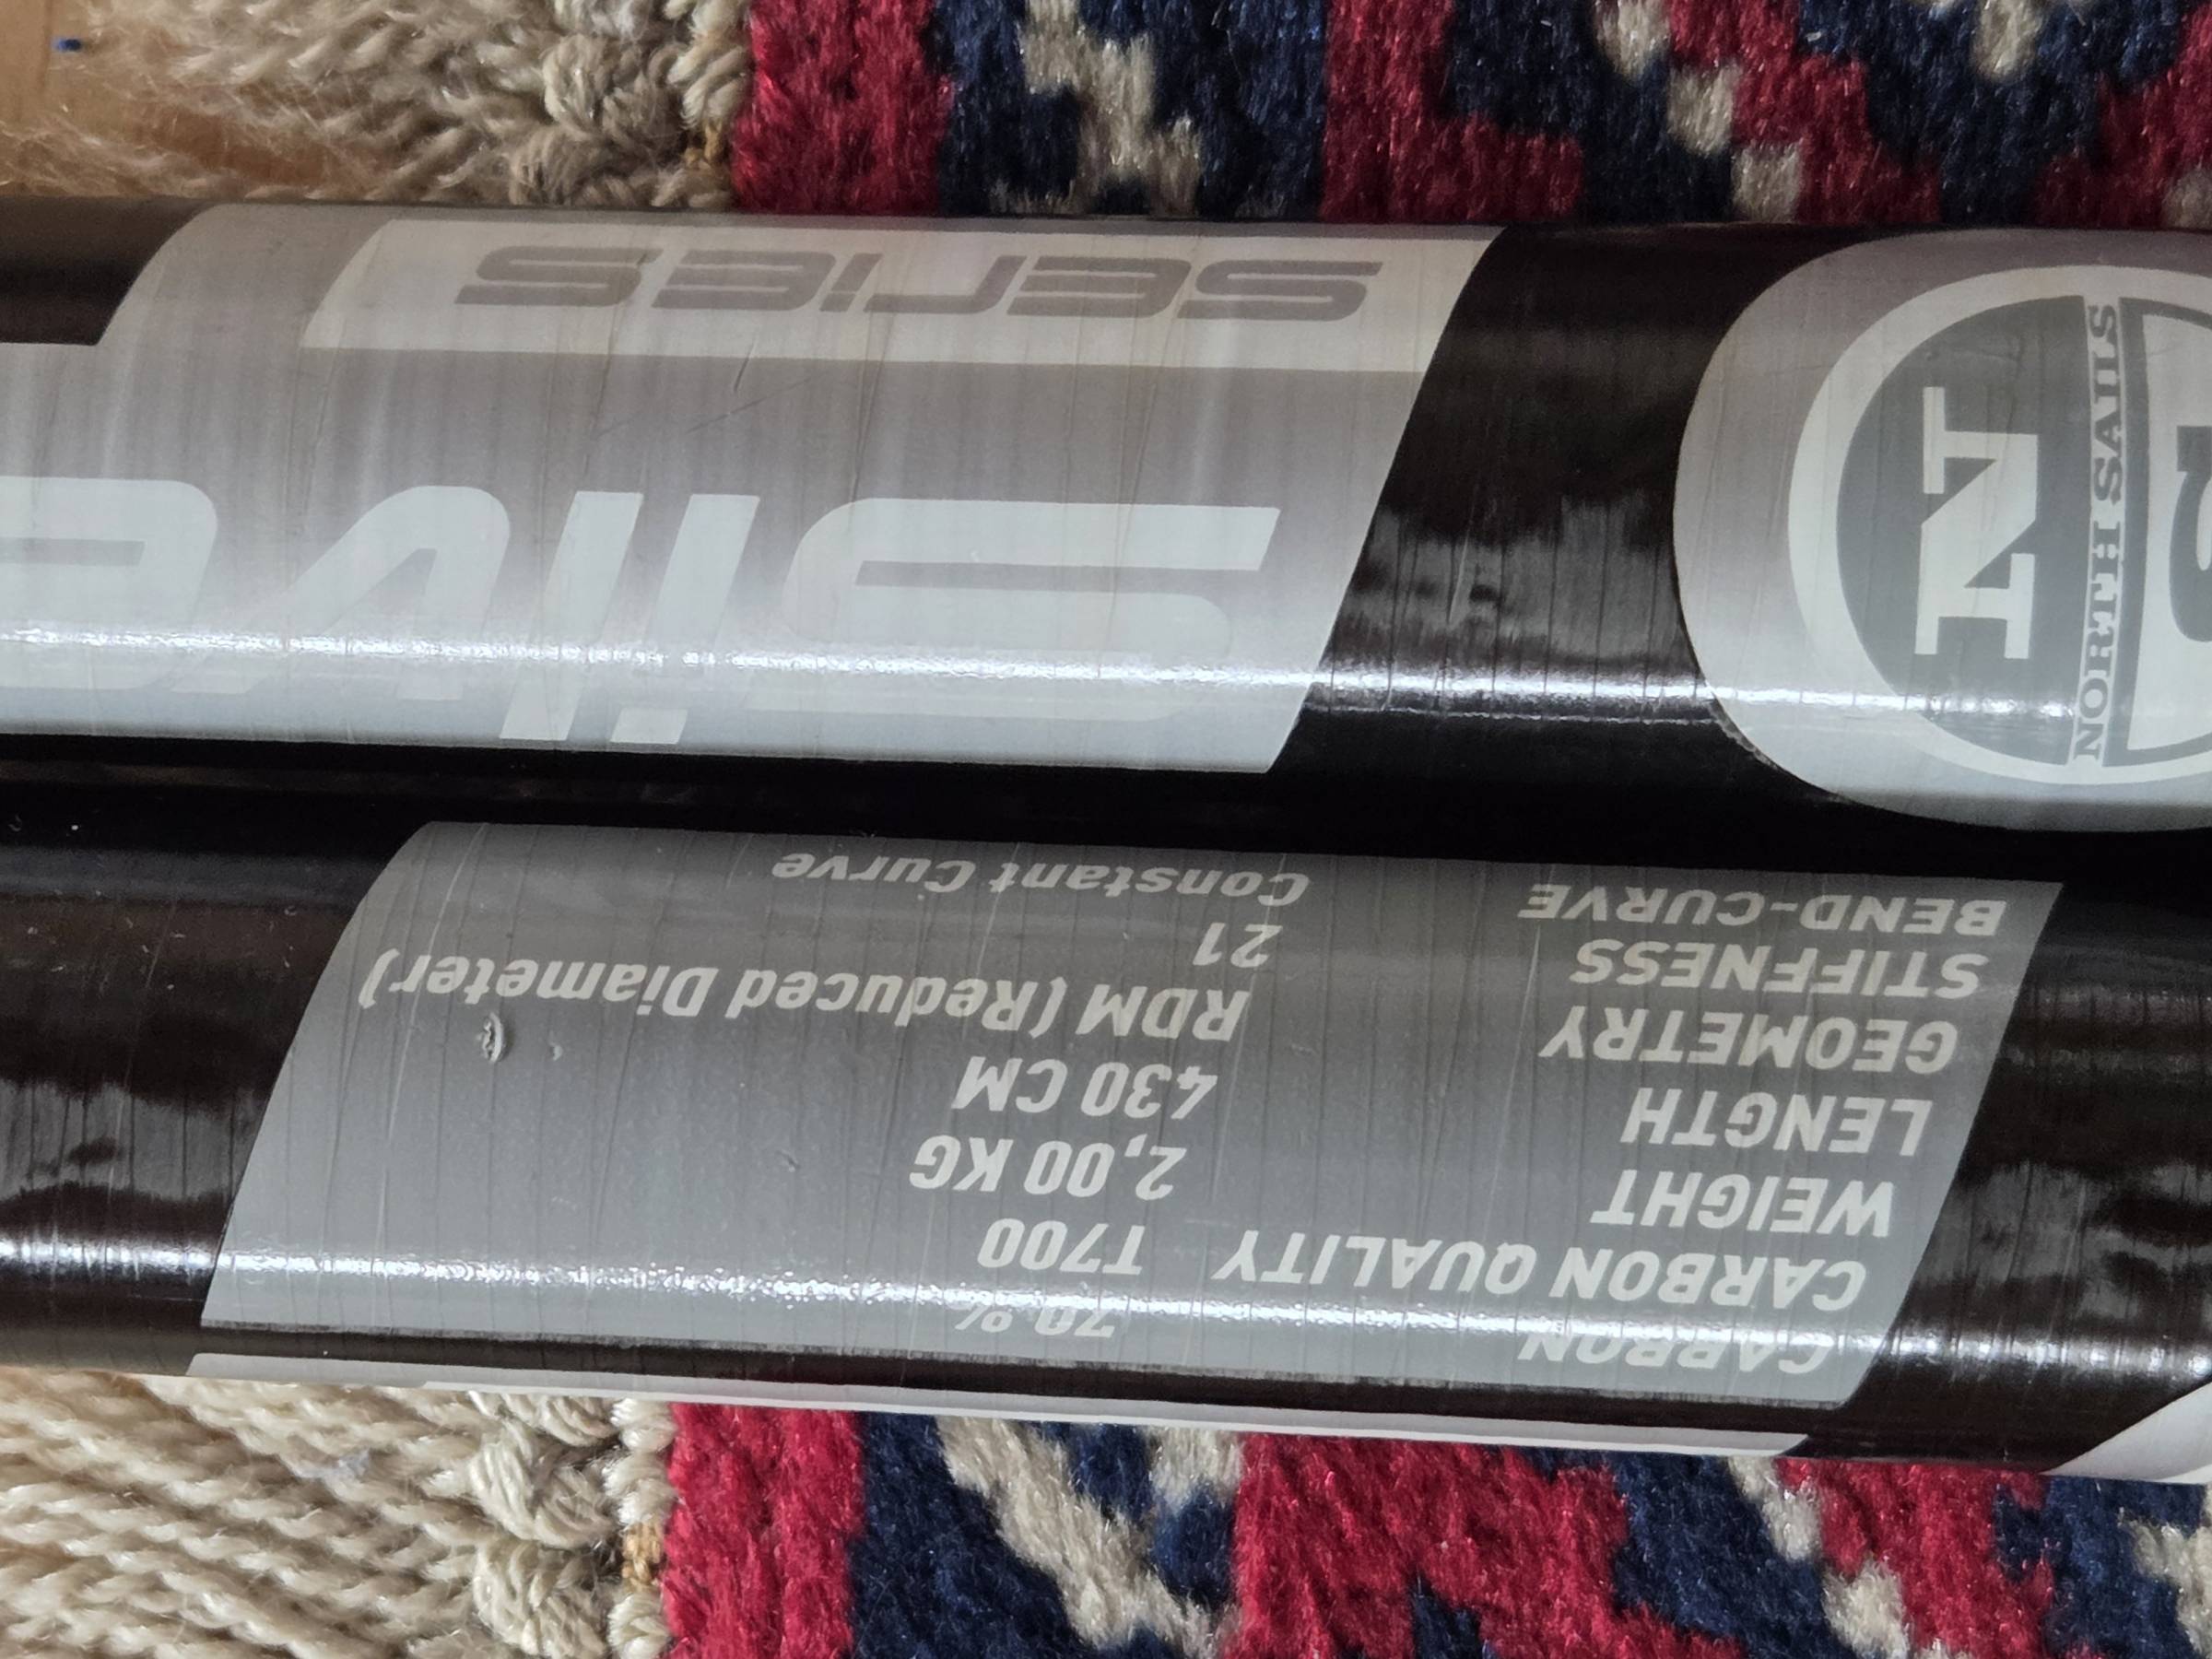 BEND-CURVE Constant Curve
STIFFNESS 21
GEOMETRY RDM (Reduced Diameter)
LENGTH 430 CM
WEIGHT 2,00 KG
CARBON QUALITY T700
CARBON 70 %
Silve
series
N
NORTH SAILS
S